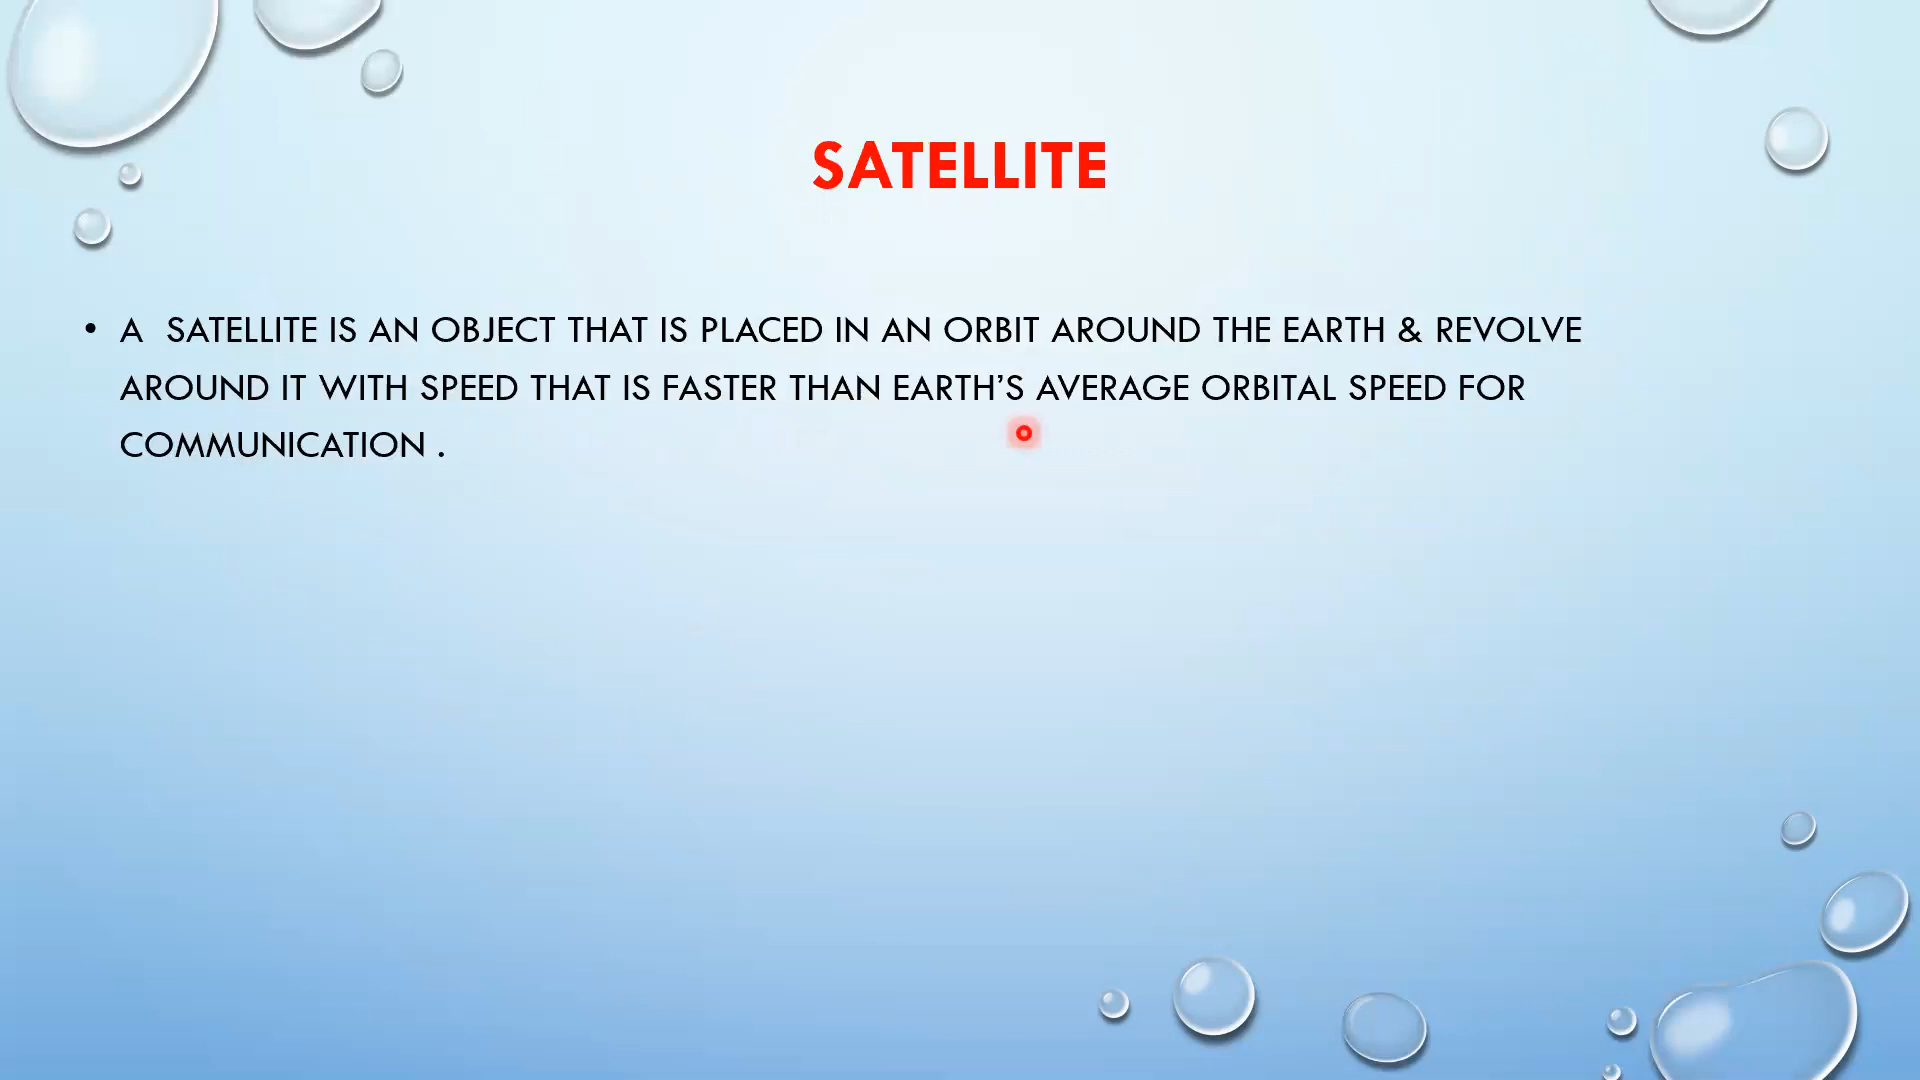 SATELLITE
• A  SATELLITE IS AN OBJECT THAT IS PLACED IN AN ORBIT AROUND THE EARTH & REVOLVE
AROUND IT WITH SPEED THAT IS FASTER THAN EARTH’S AVERAGE ORBITAL SPEED FOR
COMMUNICATION .